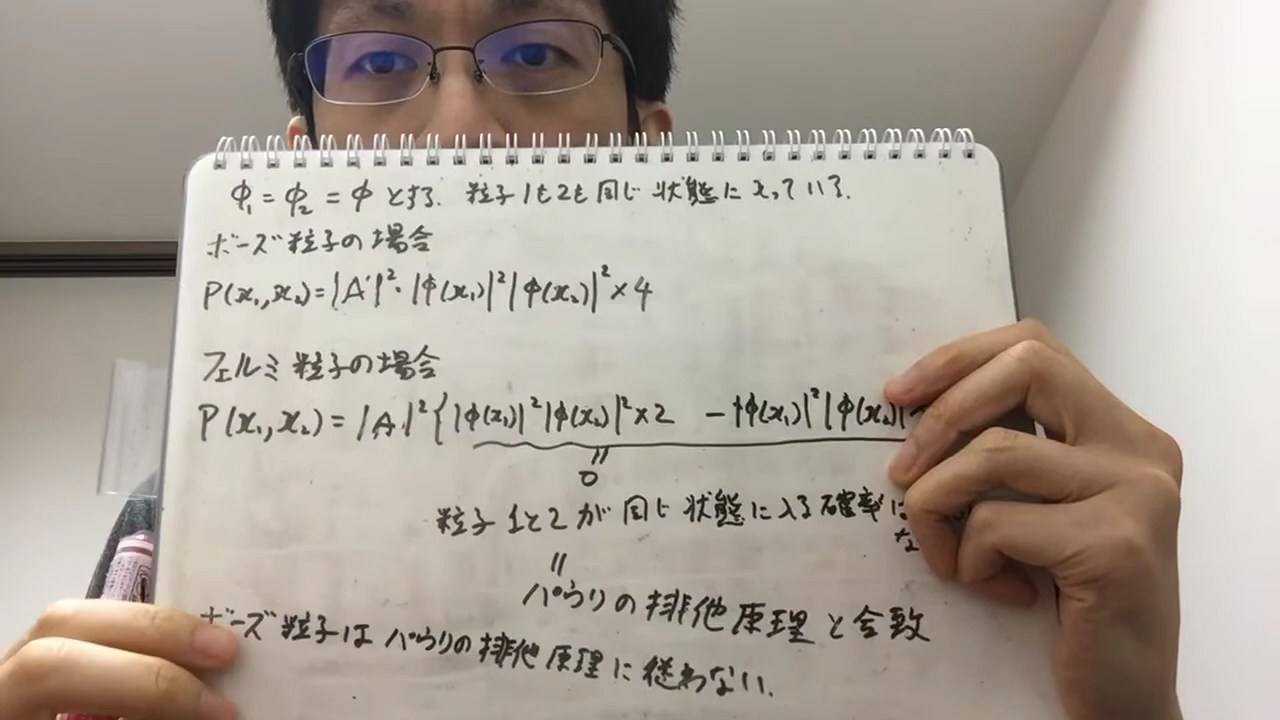 φ₁=φ₂=φとする. 粒子1も2も同じ状態に入っている.
ボーズ粒子の場合
P(x₁,x₂)=|A|²・|φ(x₁)|²|φ(x₂)|²×4
フェルミ粒子の場合
P(x₁,x₂)=|A|²{|φ(x₁)|²|φ(x₂)|²×2 −|φ(x₁)|²|φ(x₂)|
〃
0
粒子1と2が同じ状態に入る確率は
な
〃
パウリの排他原理と合致
ボーズ粒子はパウリの排他原理に従わない.